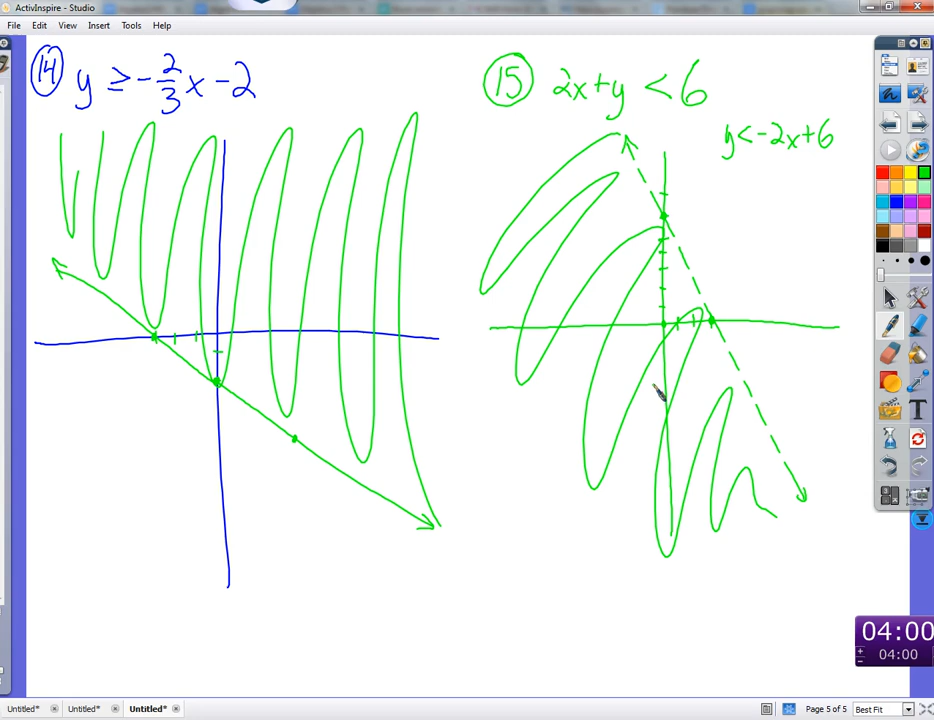 ActivInspire - Studio
File Edit View Insert Tools Help
14 y ≥ -2/3x - 2
15 2x+y < 6
y < -2x+6
T
04:00
04:00
Untitled* Untitled* Untitled*
Page 5 of 5 Best Fit